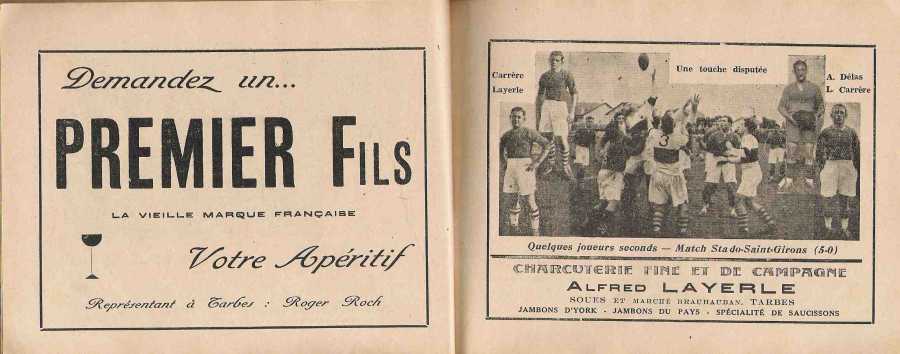 Demandez un...
PREMIER FILS
LA VIEILLE MARQUE FRANÇAISE
Votre Apéritif
Représentant à Tarbes : Roger Roch
Carrère
Layerle
Une touche disputée
A. Délas
L. Carrère
3
Quelques joueurs seconds — Match Stado-Saint-Girons (5-0)
CHARCUTERIE FINE ET DE CAMPAGNE
ALFRED LAYERLE
SOUES ET MARCHÉ BRAUHAUBAN, TARBES
JAMBONS D'YORK - JAMBONS DU PAYS - SPÉCIALITÉ DE SAUCISSONS